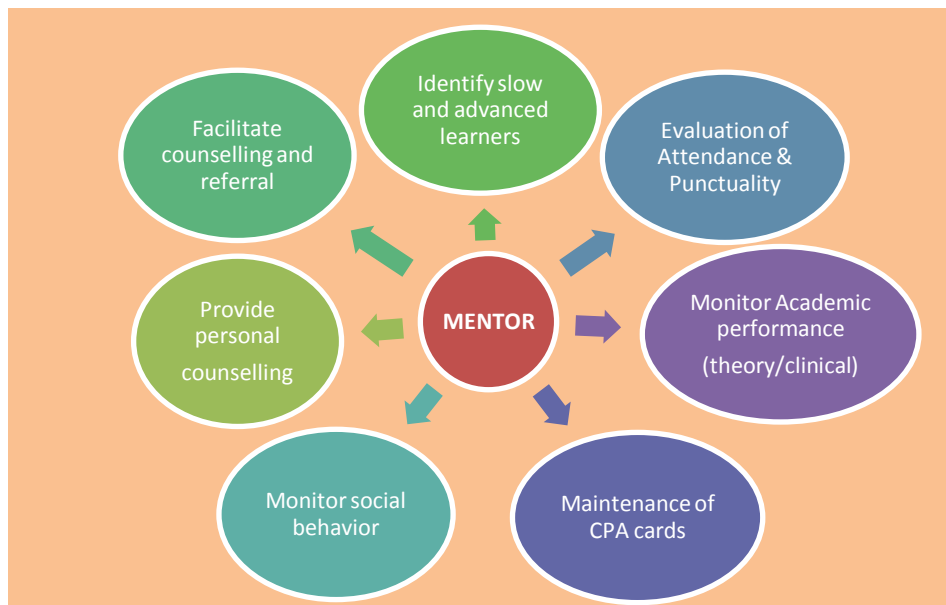 Identify slow
and advanced
learners
Evaluation of
Attendance &
Punctuality
Monitor Academic
performance
(theory/clinical)
Maintenance of
CPA cards
Monitor social
behavior
Provide
personal
counselling
Facilitate
counselling and
referral
MENTOR